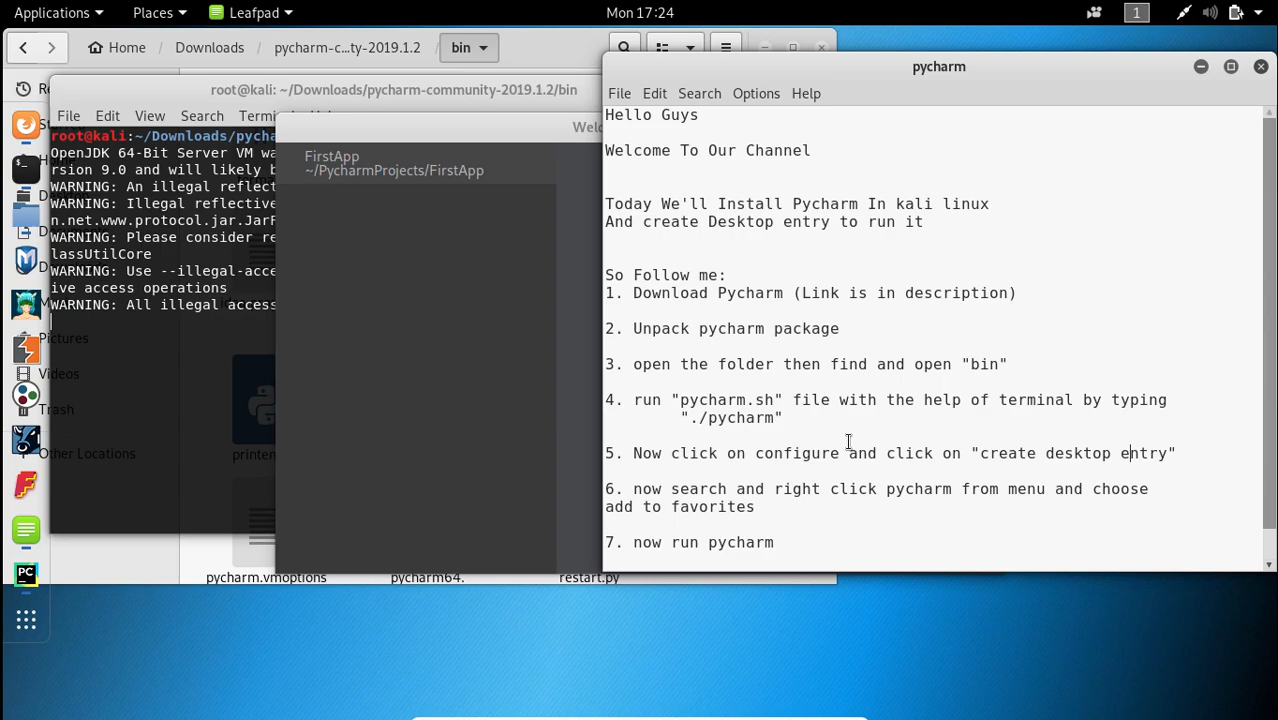 Applications
Places
Leafpad
Mon 17:24
1
Home
Downloads
pycharm-c…ty-2019.1.2
bin
root@kali: ~/Downloads/pycharm-community-2019.1.2/bin
File Edit View Search
root@kali:~/Downloads/pycha
OpenJDK 64-Bit Server VM wa
rsion 9.0 and will likely b
WARNING: An illegal reflect
WARNING: Illegal reflective
n.net.www.protocol.jar.JarF
WARNING: Please consider re
lassUtilCore
WARNING: Use --illegal-acce
ive access operations
WARNING: All illegal access
Pictures
Videos
Trash
Other Locations
FirstApp
~/PycharmProjects/FirstApp
pycharm.vmoptions
pycharm64.
restart.py
pycharm
File Edit Search Options Help
Hello Guys
Welcome To Our Channel
Today We'll Install Pycharm In kali linux
And create Desktop entry to run it
So Follow me:
1. Download Pycharm (Link is in description)
2. Unpack pycharm package
3. open the folder then find and open "bin"
4. run "pycharm.sh" file with the help of terminal by typing
"./pycharm"
5. Now click on configure and click on "create desktop entry"
6. now search and right click pycharm from menu and choose
add to favorites
7. now run pycharm